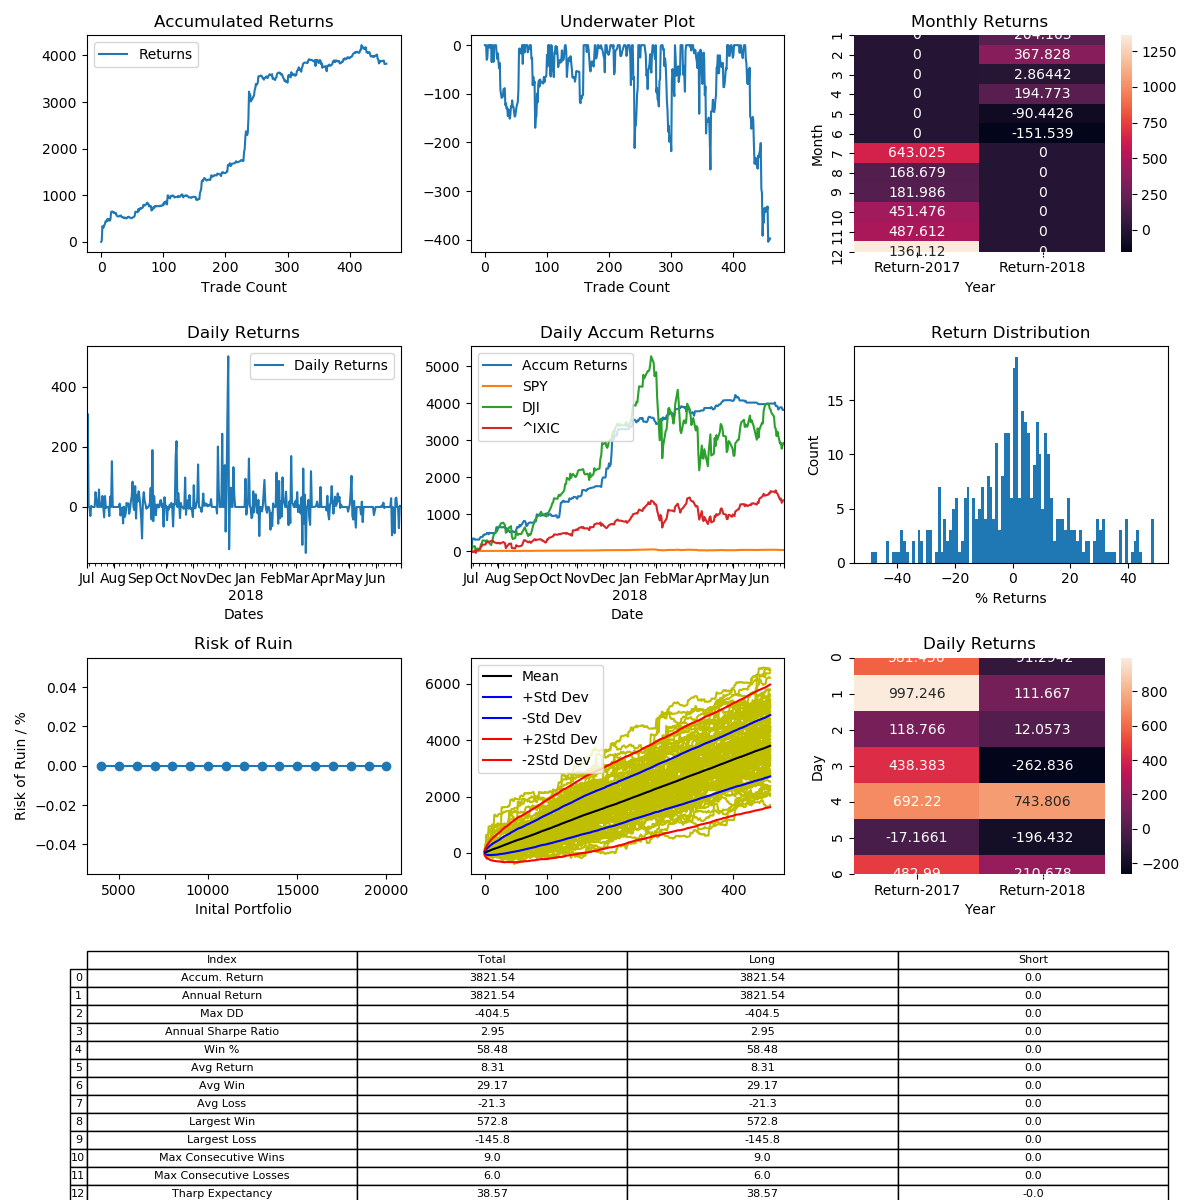 Accumulated Returns
Returns
4000
3000
2000
1000
0
0 100 200 300 400
Trade Count
Underwater Plot
0
−100
−200
−300
−400
0 100 200 300 400
Trade Count
Monthly Returns
Month
1 0 204.165
2 0 367.828
3 0 2.86442
4 0 194.773
5 0 -90.4426
6 0 -151.539
7 643.025 0
8 168.679 0
9 181.986 0
10 451.476 0
11 487.612 0
12 1361.12 0
Return-2017 Return-2018
Year
1250
1000
750
500
250
0
Daily Returns
Daily Returns
400
200
0
Jul Aug Sep Oct Nov Dec Jan Feb Mar Apr May Jun
2018
Dates
Daily Accum Returns
Accum Returns
SPY
DJI
^IXIC
5000
4000
3000
2000
1000
0
Jul Aug Sep Oct Nov Dec Jan Feb Mar Apr May Jun
2018
Date
Return Distribution
Count
15
10
5
0
−40 −20 0 20 40
% Returns
Risk of Ruin
Risk of Ruin / %
0.04
0.02
0.00
−0.02
−0.04
5000 10000 15000 20000
Inital Portfolio
Mean
+Std Dev
-Std Dev
+2Std Dev
-2Std Dev
6000
4000
2000
0
0 100 200 300 400
Daily Returns
Day
0
1 997.246 111.667
2 118.766 12.0573
3 438.383 -262.836
4 692.22 743.806
5 -17.1661 -196.432
6 482.99 210.678
Return-2017 Return-2018
Year
800
600
400
200
0
−200
Index Total Long Short
0 Accum. Return 3821.54 3821.54 0.0
1 Annual Return 3821.54 3821.54 0.0
2 Max DD -404.5 -404.5 0.0
3 Annual Sharpe Ratio 2.95 2.95 0.0
4 Win % 58.48 58.48 0.0
5 Avg Return 8.31 8.31 0.0
6 Avg Win 29.17 29.17 0.0
7 Avg Loss -21.3 -21.3 0.0
8 Largest Win 572.8 572.8 0.0
9 Largest Loss -145.8 -145.8 0.0
10 Max Consecutive Wins 9.0 9.0 0.0
11 Max Consecutive Losses 6.0 6.0 0.0
12 Tharp Expectancy 38.57 38.57 -0.0